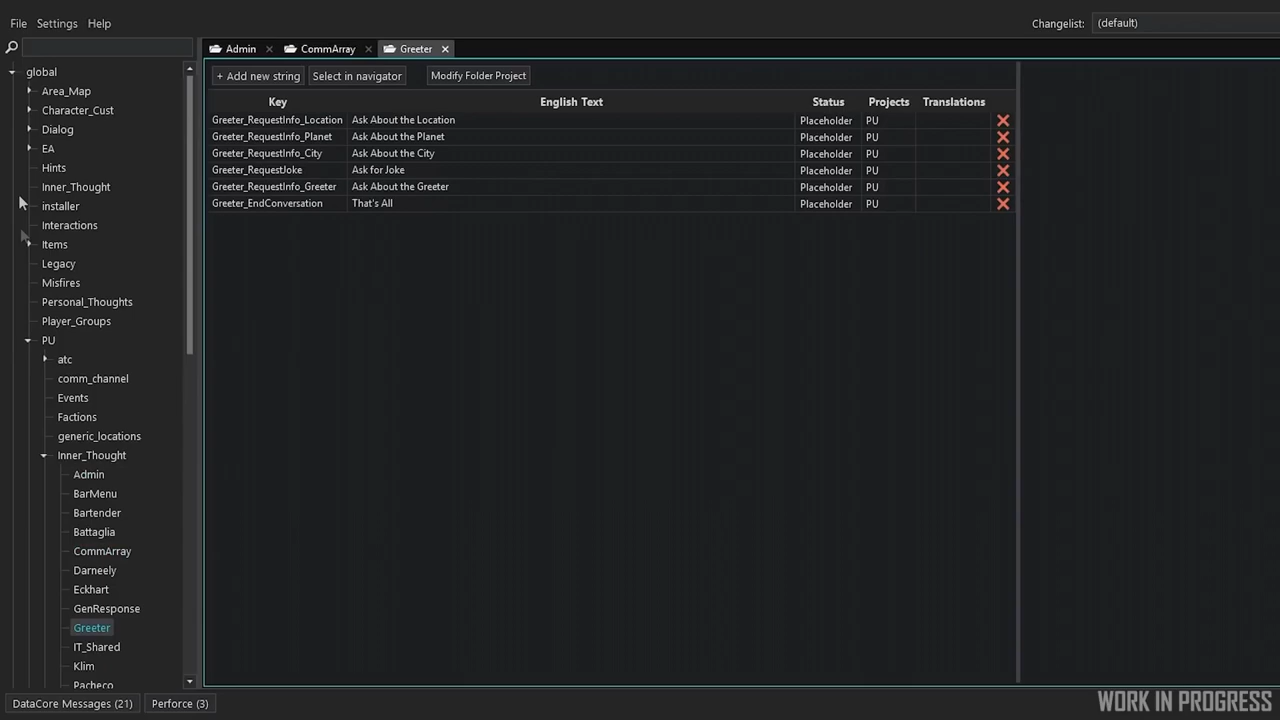 File Settings Help
Changelist: (default)
Admin CommArray Greeter
+ Add new string Select in navigator Modify Folder Project
Key English Text Status Projects Translations
Greeter_RequestInfo_Location Ask About the Location Placeholder PU
Greeter_RequestInfo_Planet Ask About the Planet Placeholder PU
Greeter_RequestInfo_City Ask About the City Placeholder PU
Greeter_RequestJoke Ask for Joke Placeholder PU
Greeter_RequestInfo_Greeter Ask About the Greeter Placeholder PU
Greeter_EndConversation That's All Placeholder PU
global
Area_Map
Character_Cust
Dialog
EA
Hints
Inner_Thought
installer
Interactions
Items
Legacy
Misfires
Personal_Thoughts
Player_Groups
PU
atc
comm_channel
Events
Factions
generic_locations
Inner_Thought
Admin
BarMenu
Bartender
Battaglia
CommArray
Darneely
Eckhart
GenResponse
Greeter
IT_Shared
Klim
Pacheco
DataCore Messages (21) Perforce (3)
WORK IN PROGRESS